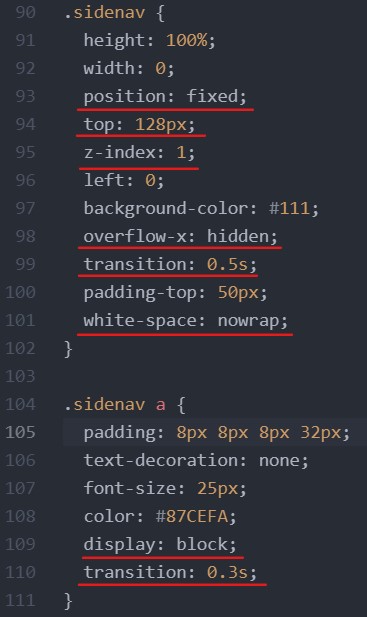 90 .sidenav {
91 height: 100%;
92 width: 0;
93 position: fixed;
94 top: 128px;
95 z-index: 1;
96 left: 0;
97 background-color: #111;
98 overflow-x: hidden;
99 transition: 0.5s;
100 padding-top: 50px;
101 white-space: nowrap;
102 }
103
104 .sidenav a {
105 padding: 8px 8px 8px 32px;
106 text-decoration: none;
107 font-size: 25px;
108 color: #87CEFA;
109 display: block;
110 transition: 0.3s;
111 }